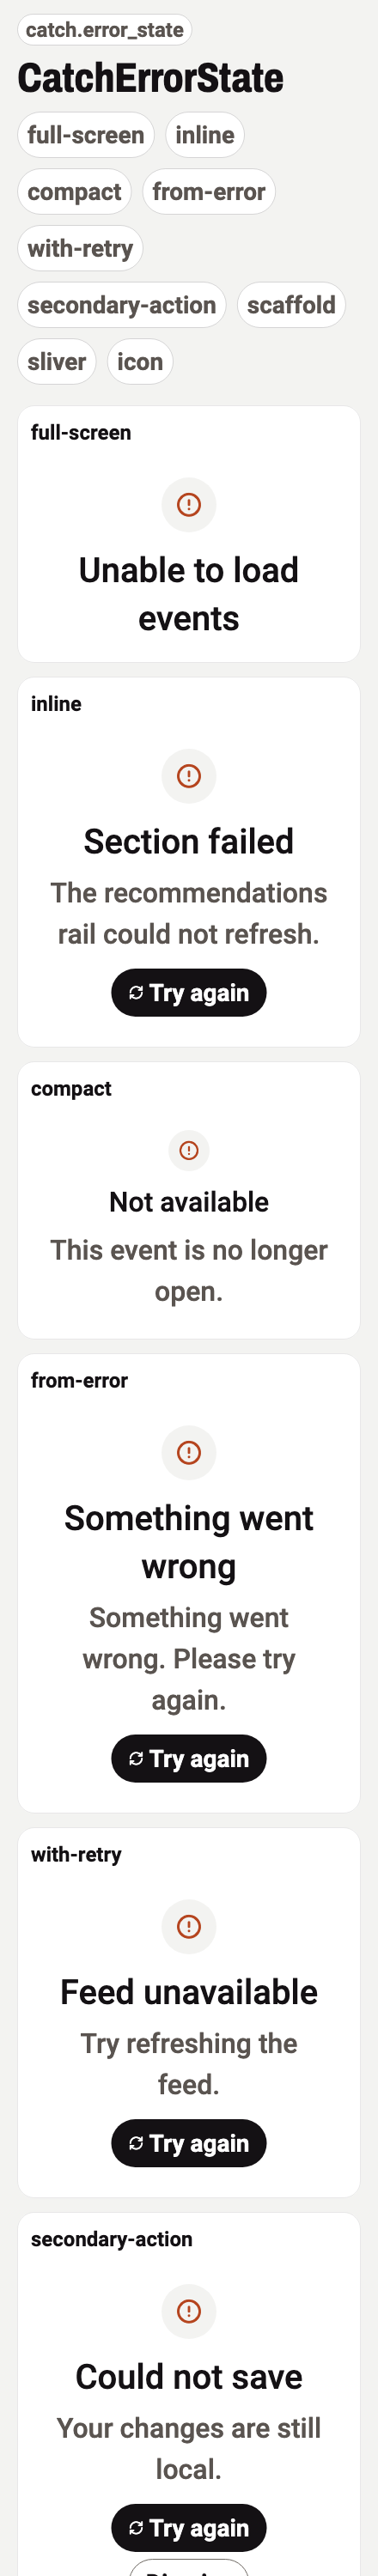 catch.error_state
CatchErrorState
full-screen inline
compact from-error
with-retry
secondary-action scaffold
sliver icon
full-screen
Unable to load
events
inline
Section failed
The recommendations
rail could not refresh.
Try again
compact
Not available
This event is no longer
open.
from-error
Something went
wrong
Something went
wrong. Please try
again.
Try again
with-retry
Feed unavailable
Try refreshing the
feed.
Try again
secondary-action
Could not save
Your changes are still
local.
Try again